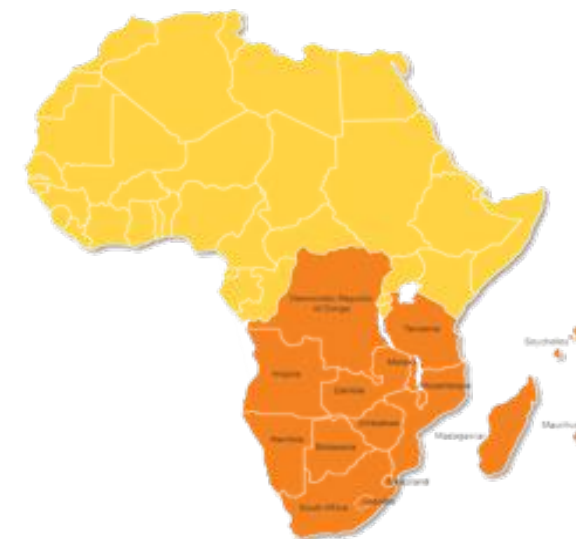 Democratic Republic
of Congo
Tanzania
Seychelles
Malawi
Angola
Mozambique
Zambia
Zimbabwe
Mauritius
Madagascar
Namibia
Botswana
Swaziland
Lesotho
South Africa